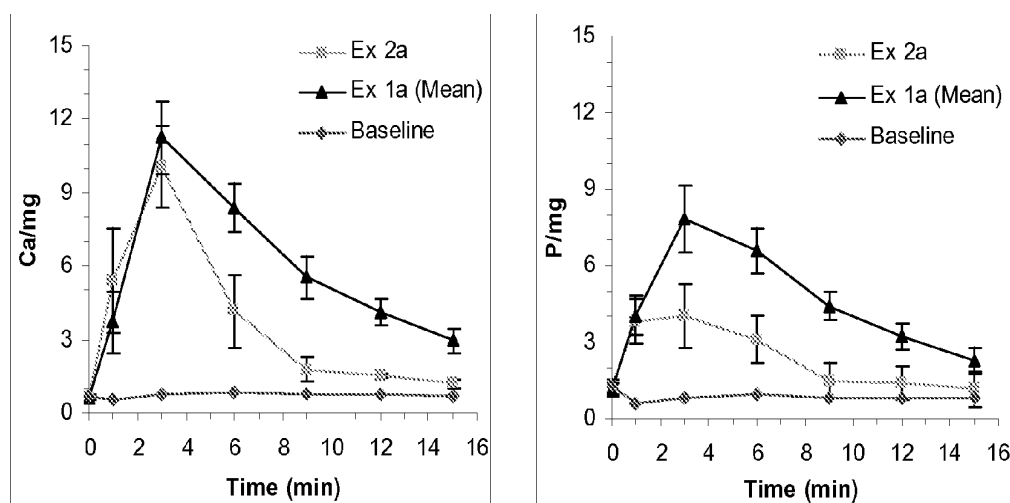 15
12
9
6
3
0
Ca/mg
Ex 2a
Ex 1a (Mean)
Baseline
0 2 4 6 8 10 12 14 16
Time (min)
15
12
9
6
3
0
P/mg
Ex 2a
Ex 1a (Mean)
Baseline
0 2 4 6 8 10 12 14 16
Time (min)